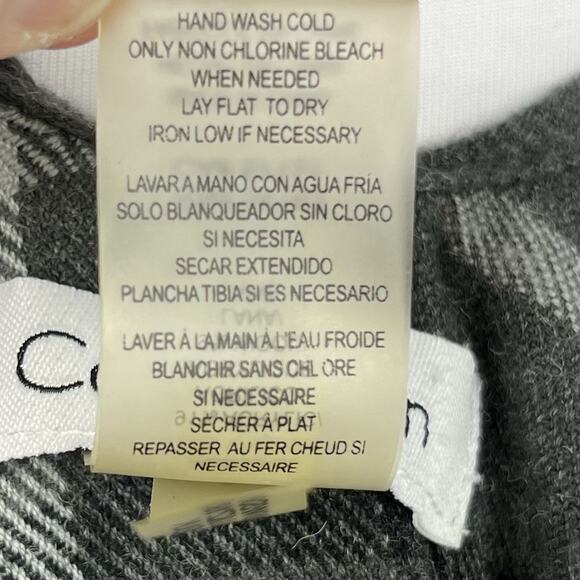 HAND WASH COLD
ONLY NON CHLORINE BLEACH
WHEN NEEDED
LAY FLAT TO DRY
IRON LOW IF NECESSARY
LAVAR A MANO CON AGUA FRÍA
SOLO BLANQUEADOR SIN CLORO
SI NECESITA
SECAR EXTENDIDO
PLANCHA TIBIA SI ES NECESARIO
LAVER À LA MAIN À L'EAU FROIDE
BLANCHIR SANS CHLORE
SI NECESSAIRE
SÉCHER À PLAT
REPASSER AU FER CHEUD SI
NECESSAIRE